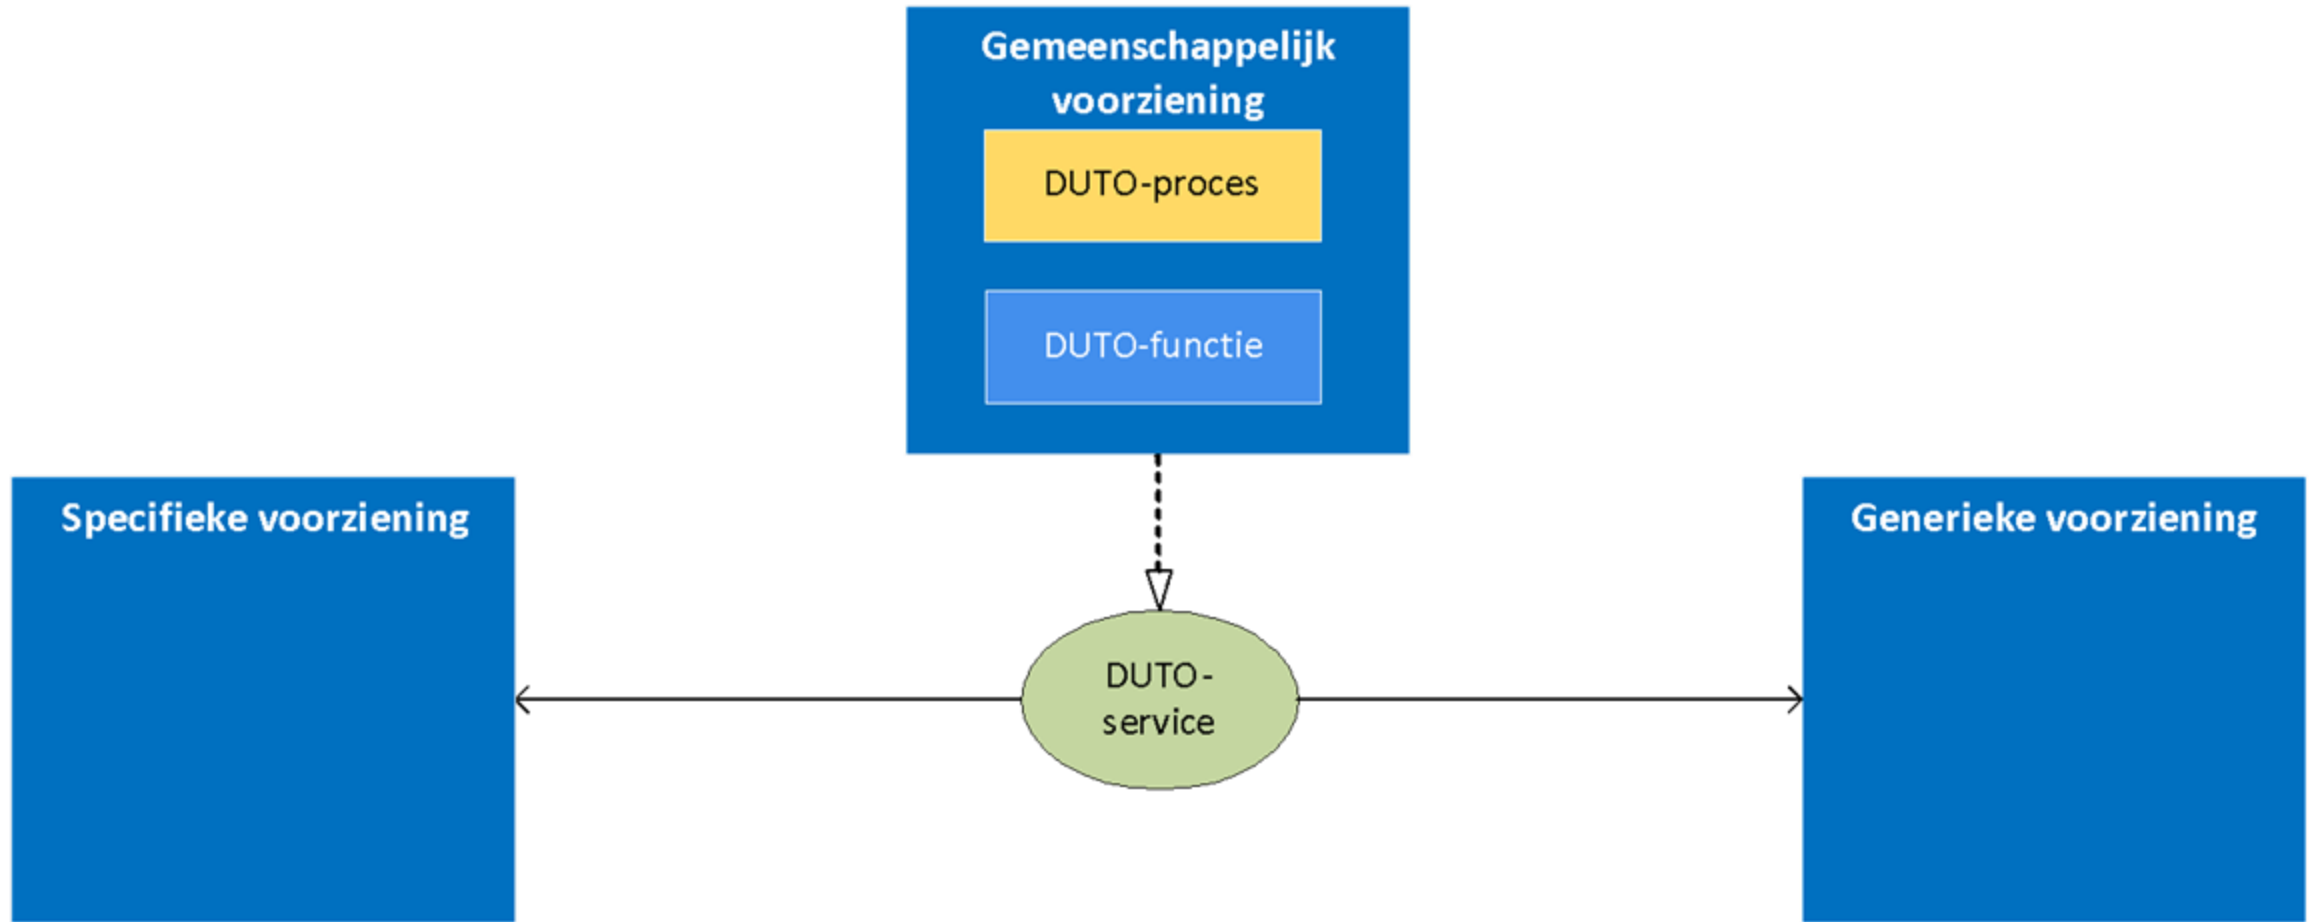 Gemeenschappelijk
voorziening
DUTO-proces
DUTO-functie
Specifieke voorziening
Generieke voorziening
DUTO-
service